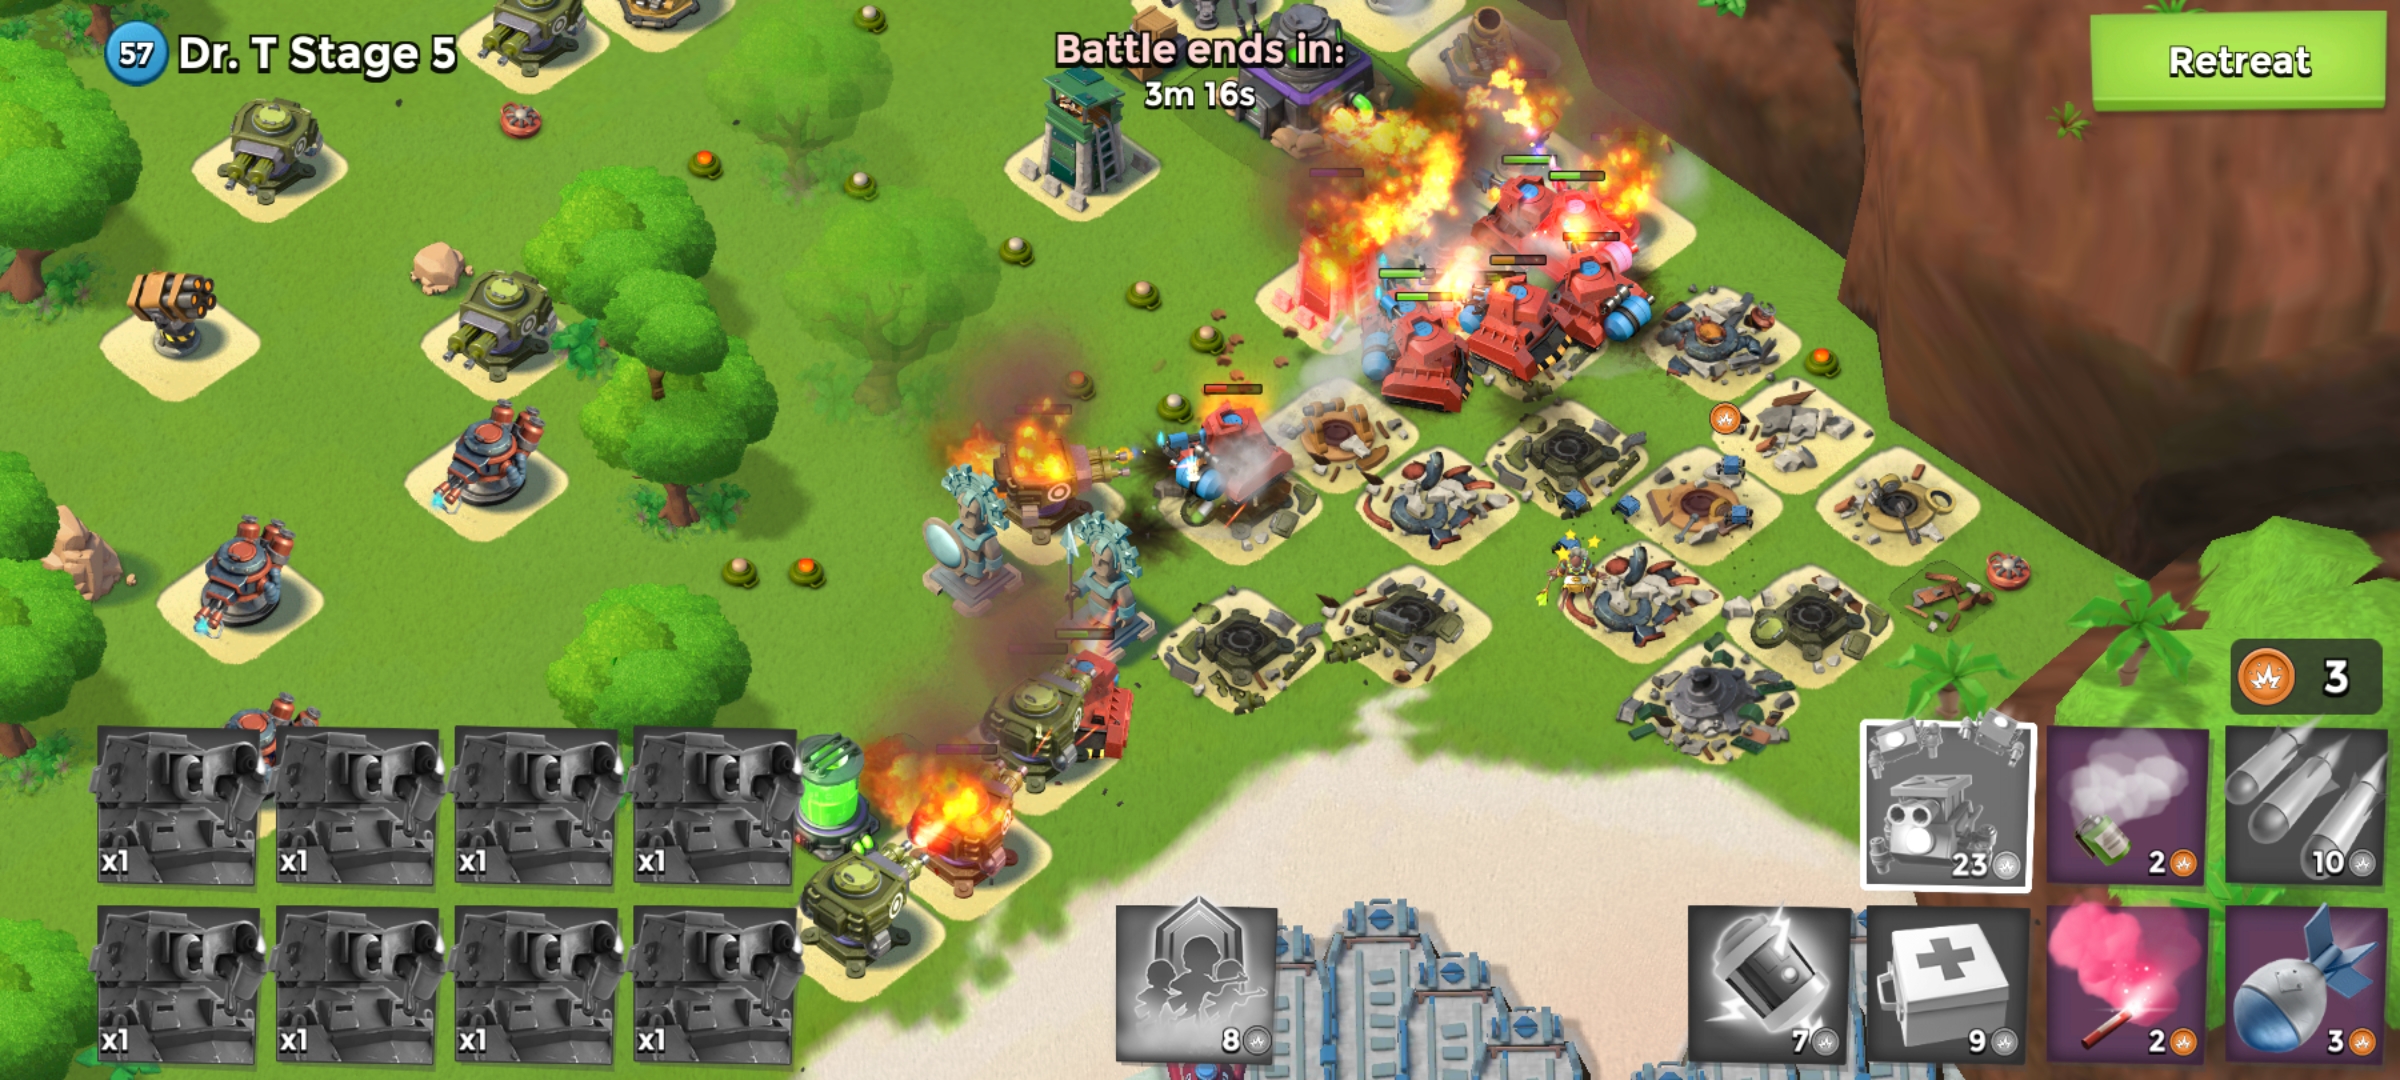 57 Dr. T Stage 5
Battle ends in:
3m 16s
Retreat
3
x1 x1 x1 x1
23 2 10
x1 x1 x1 x1
8 7 9 2 3